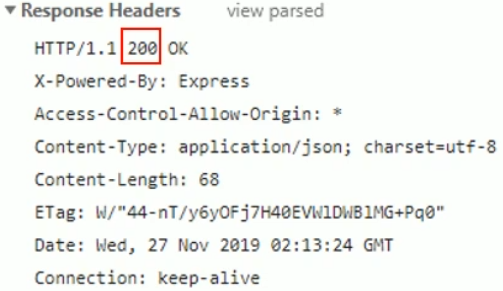 ▼ Response Headers view parsed
HTTP/1.1 200 OK
X-Powered-By: Express
Access-Control-Allow-Origin: *
Content-Type: application/json; charset=utf-8
Content-Length: 68
ETag: W/"44-nT/y6yOFj7H40EVWlDWBlMG+Pq0"
Date: Wed, 27 Nov 2019 02:13:24 GMT
Connection: keep-alive